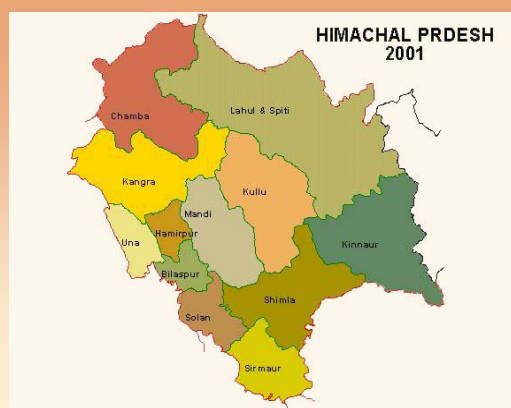 HIMACHAL PRDESH
2001
Chamba
Lahul & Spiti
Kangra
Kullu
Mandi
Una
Hamirpur
Kinnaur
Bilaspur
Shimla
Solan
Sirmaur